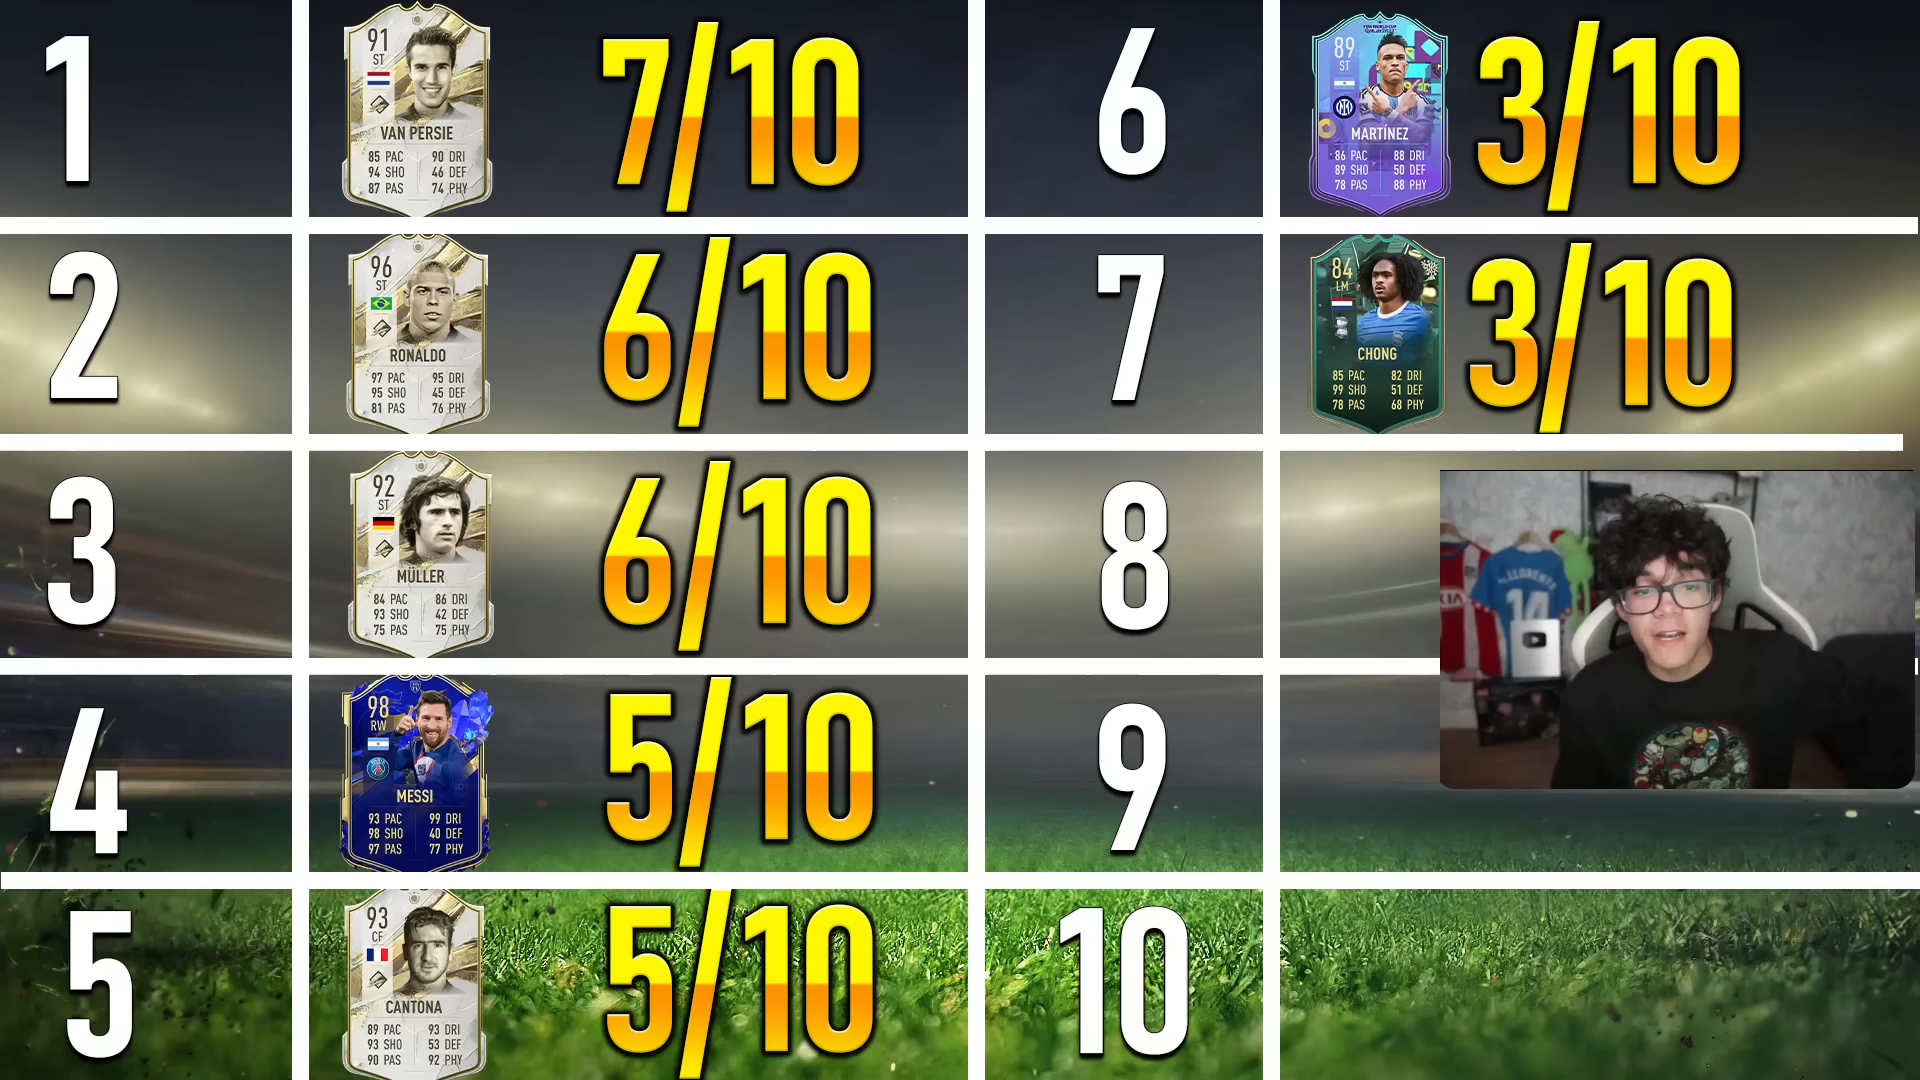 1
91
ST
VAN PERSIE
85 PAC 90 DRI
94 SHO 46 DEF
87 PAS 74 PHY
7/10
2
96
ST
RONALDO
97 PAC 95 DRI
95 SHO 45 DEF
81 PAS 76 PHY
6/10
3
92
ST
MÜLLER
84 PAC 86 DRI
93 SHO 42 DEF
75 PAS 75 PHY
6/10
4
98
RW
MESSI
93 PAC 99 DRI
98 SHO 40 DEF
97 PAS 77 PHY
5/10
5
93
CF
CANTONA
89 PAC 93 DRI
93 SHO 53 DEF
90 PAS 92 PHY
5/10
6
FIFA WORLD CUP
89
ST
MARTÍNEZ
86 PAC 88 DRI
89 SHO 50 DEF
78 PAS 88 PHY
3/10
7
84
LM
CHONG
85 PAC 82 DRI
99 SHO 51 DEF
78 PAS 68 PHY
3/10
8
9
10
M.LLORENTE
14